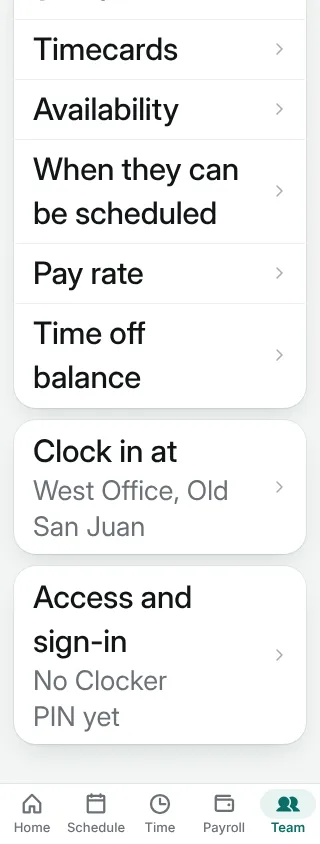 Timecards
Availability
When they can
be scheduled
Pay rate
Time off
balance
Clock in at
West Office, Old
San Juan
Access and
sign-in
No Clocker
PIN yet
Home Schedule Time Payroll Team